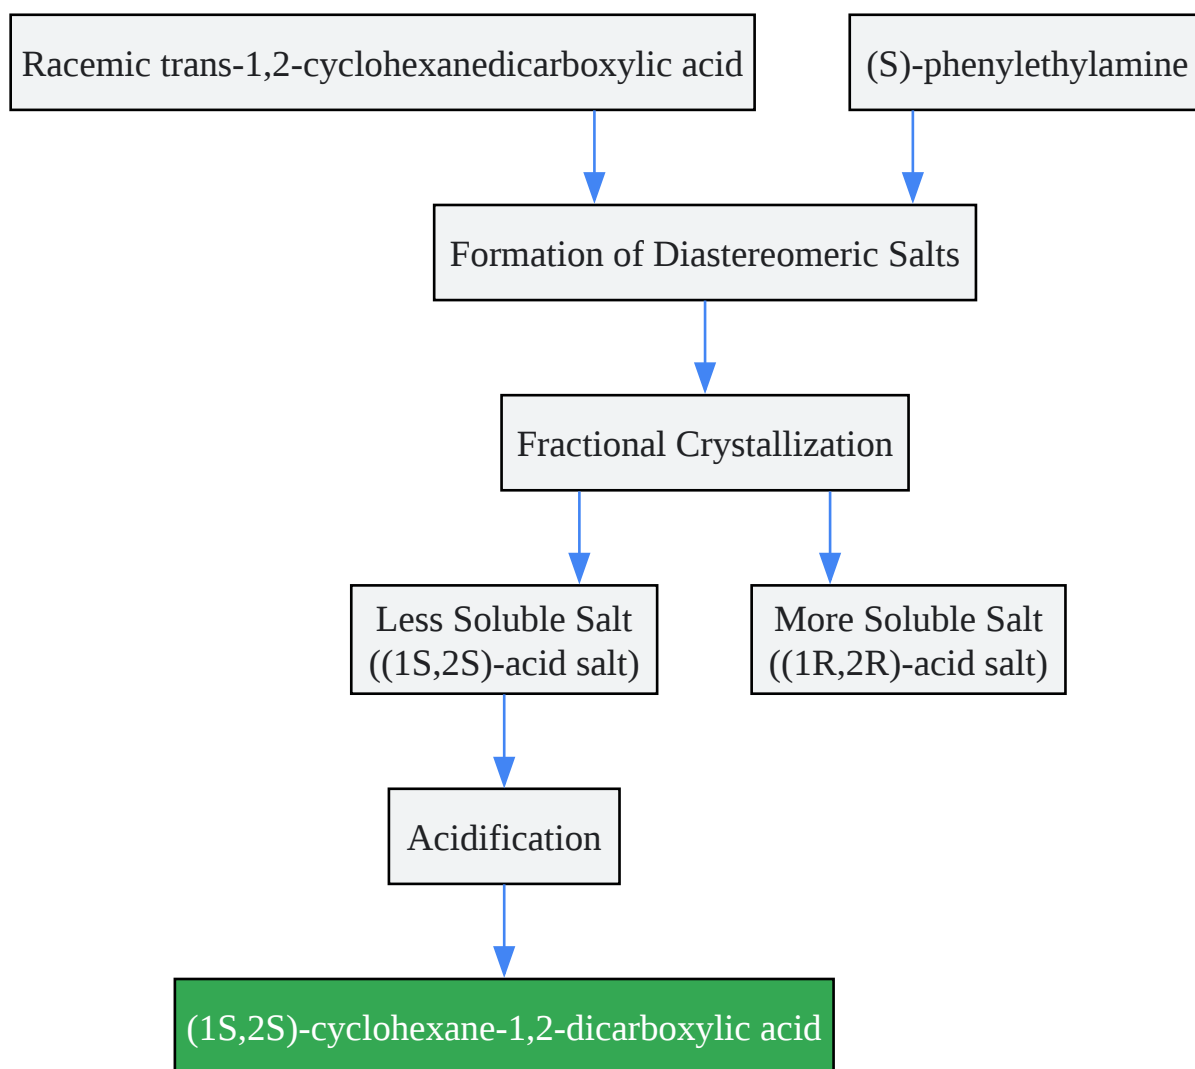 Racemic trans-1,2-cyclohexanedicarboxylic acid
(S)-phenylethylamine
Formation of Diastereomeric Salts
Fractional Crystallization
Less Soluble Salt
((1S,2S)-acid salt)
More Soluble Salt
((1R,2R)-acid salt)
Acidification
(1S,2S)-cyclohexane-1,2-dicarboxylic acid